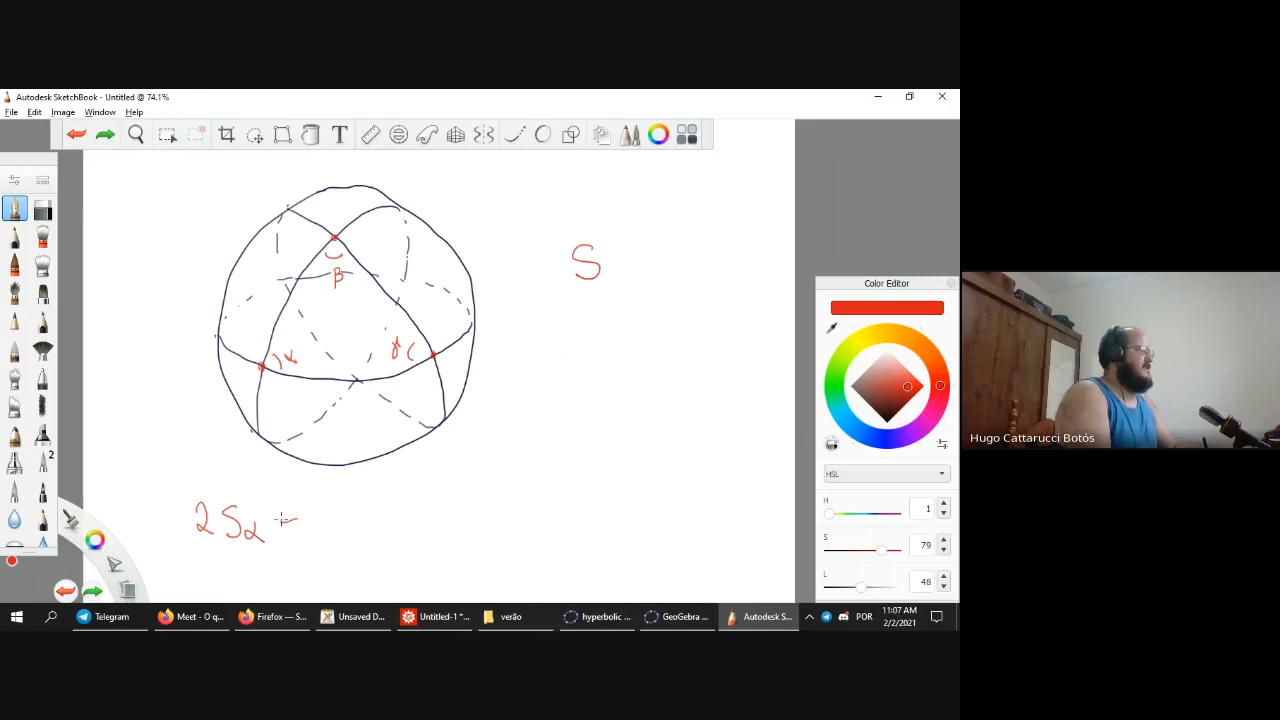 Autodesk SketchBook - Untitled @ 74.1%
File Edit Image Window Help
T
S
β
α
γ
2
Color Editor
Hugo Cattarucci Botós
HSL
H 1
S 79
L 48
2 Sα
Telegram
Meet - O q...
Firefox — S...
Unsaved D...
Untitled-1 *...
verão
hyperbolic ...
GeoGebra ...
Autodesk S...
POR
11:07 AM
2/2/2021